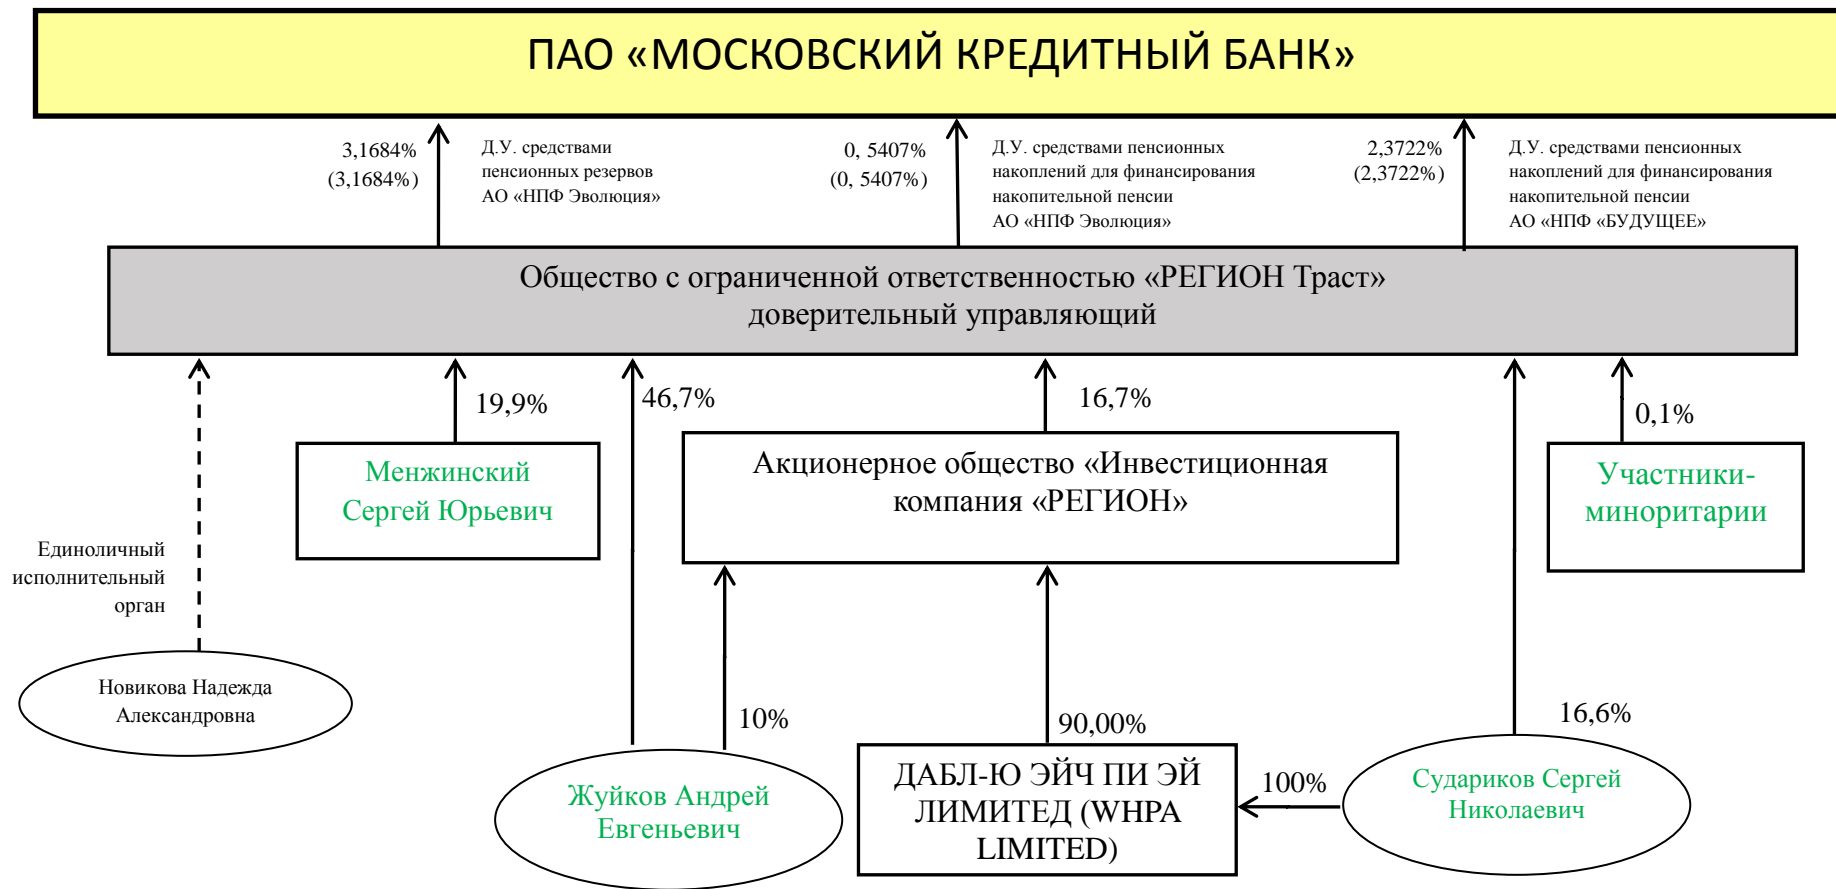 ПАО «МОСКОВСКИЙ КРЕДИТНЫЙ БАНК»
3,1684%
(3,1684%)
Д.У. средствами
пенсионных резервов
АО «НПФ Эволюция»
0, 5407%
(0, 5407%)
Д.У. средствами пенсионных
накоплений для финансирования
накопительной пенсии
АО «НПФ Эволюция»
2,3722%
(2,3722%)
Д.У. средствами пенсионных
накоплений для финансирования
накопительной пенсии
АО «НПФ «БУДУЩЕЕ»
Общество с ограниченной ответственностью «РЕГИОН Траст»
доверительный управляющий
19,9%
46,7%
16,7%
0,1%
Менжинский
Сергей Юрьевич
Акционерное общество «Инвестиционная
компания «РЕГИОН»
Участники-
миноритарии
Единоличный
исполнительный
орган
Новикова Надежда
Александровна
10%
90,00%
16,6%
Жуйков Андрей
Евгеньевич
ДАБЛ-Ю ЭЙЧ ПИ ЭЙ
ЛИМИТЕД (WHPA
LIMITED)
100%
Судариков Сергей
Николаевич